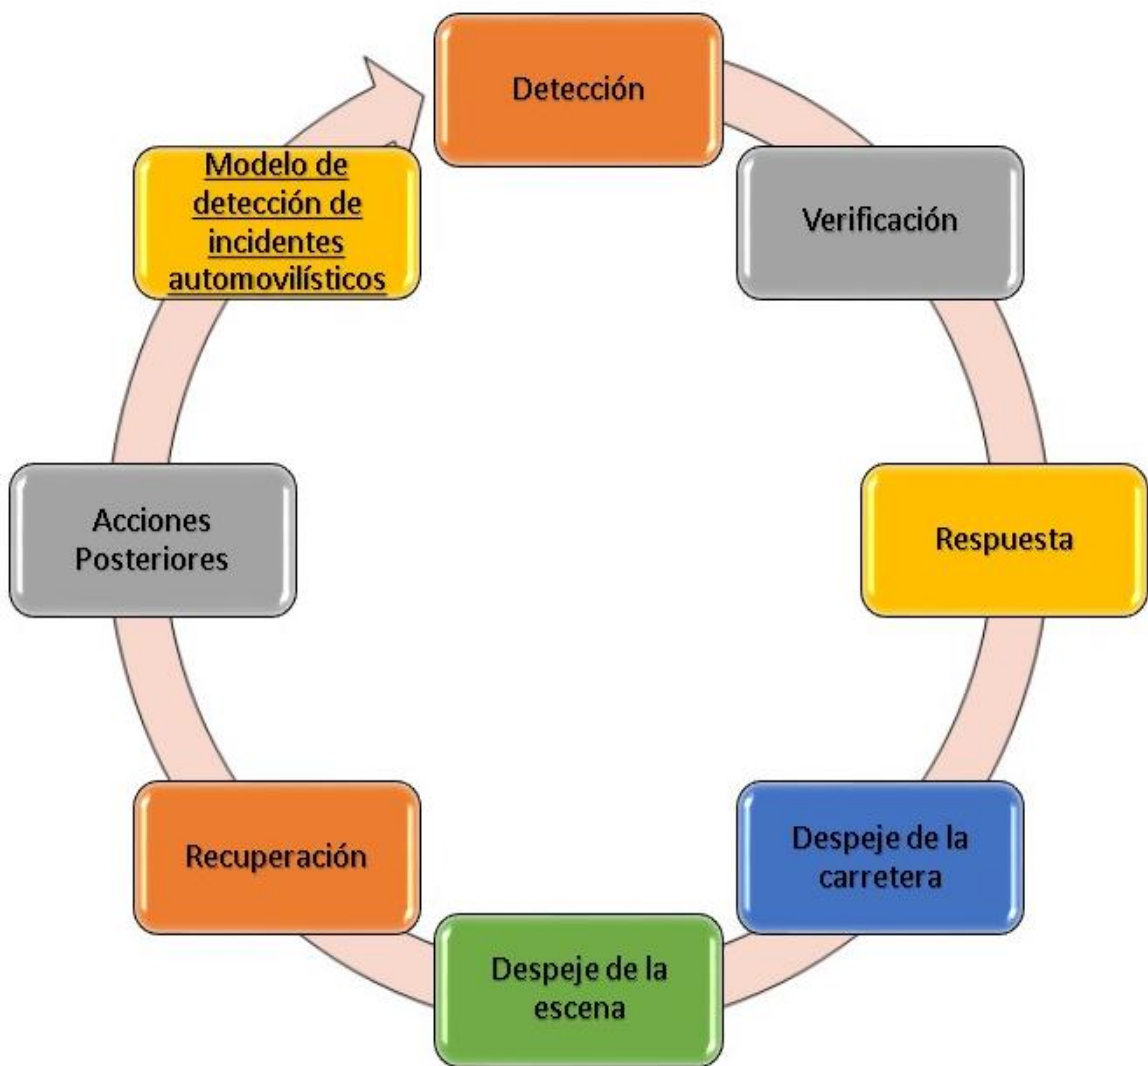 Detección
Verificación
Respuesta
Despeje de la
carretera
Despeje de la
escena
Recuperación
Acciones
Posteriores
Modelo de
detección de
incidentes
automovilísticos